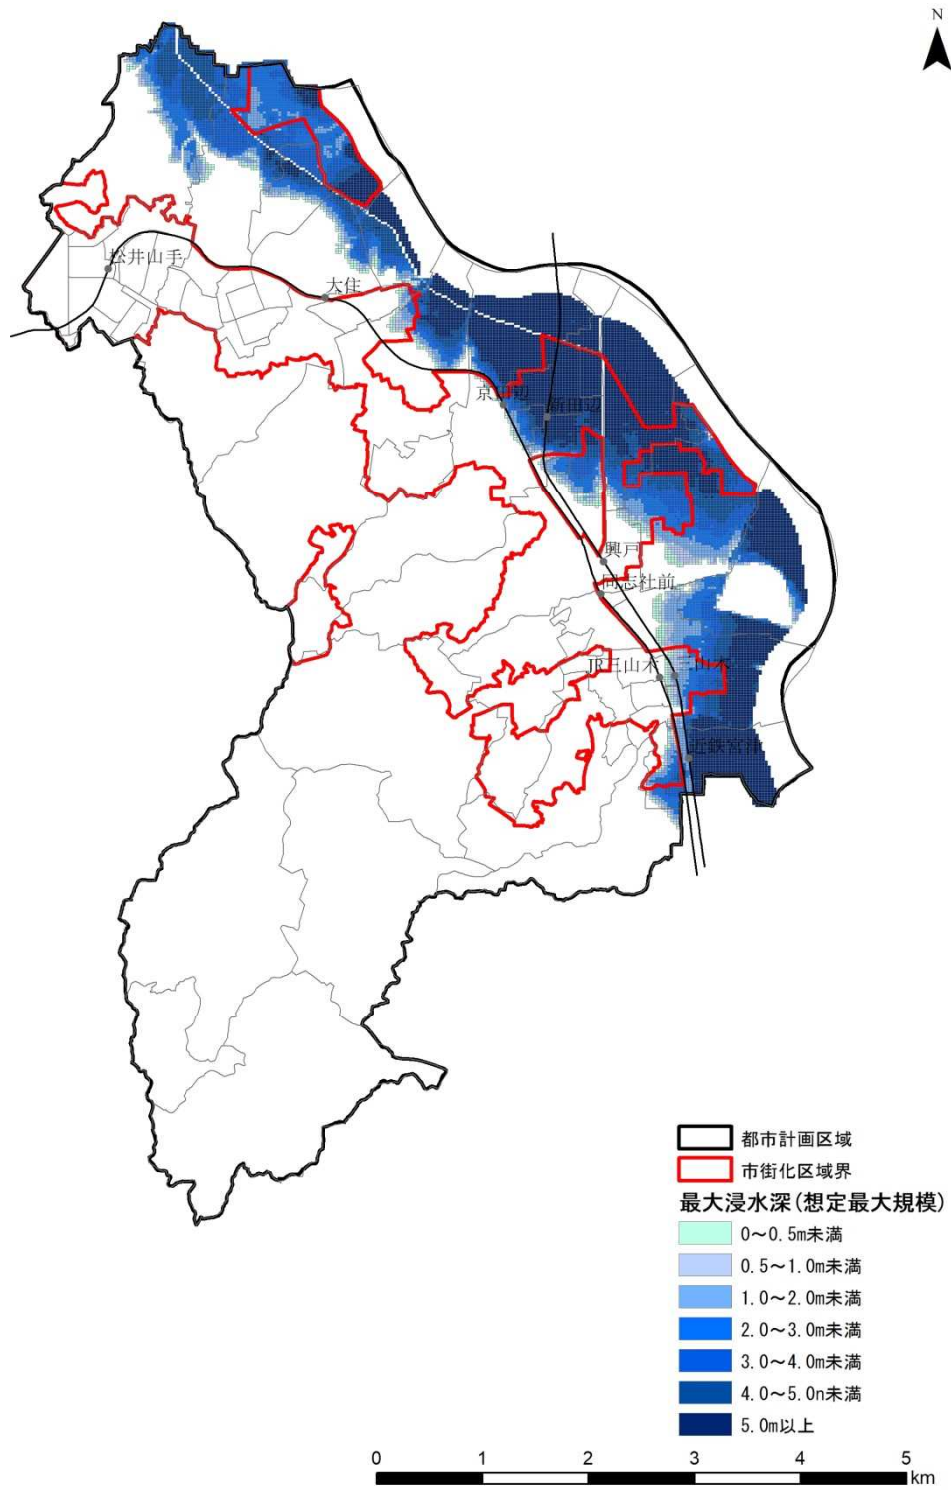 N
松井山手
大住
京田辺
新田辺
興戸
同志社前
JR三山木
三山木
近鉄宮津
都市計画区域
市街化区域界
最大浸水深(想定最大規模)
0～0.5m未満
0.5～1.0m未満
1.0～2.0m未満
2.0～3.0m未満
3.0～4.0m未満
4.0～5.0n未満
5.0m以上
0 1 2 3 4 5
km